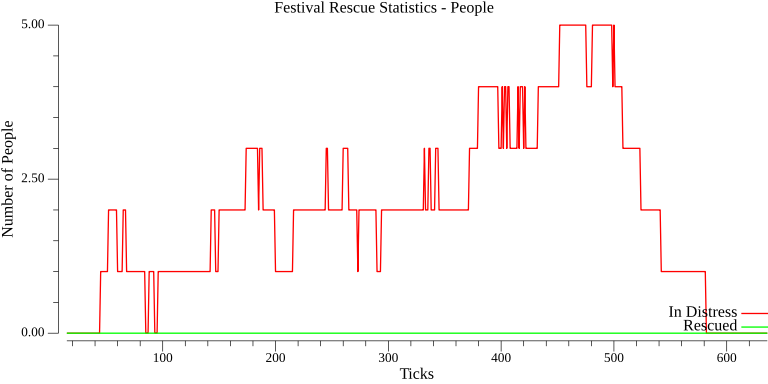 Festival Rescue Statistics - People
5.00
2.50
0.00
Number of People
In Distress
Rescued
100
200
300
400
500
600
Ticks